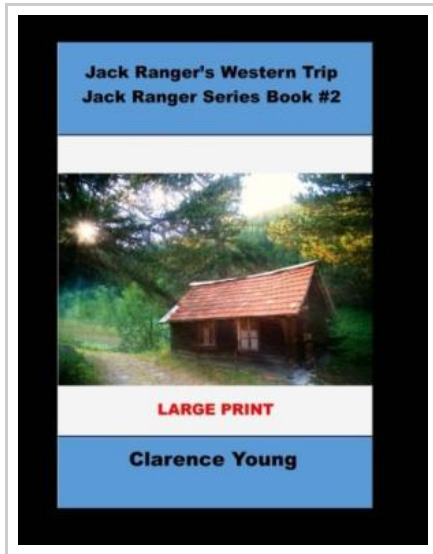 Jack Ranger's Western Trip
Jack Ranger Series Book #2
LARGE PRINT
Clarence Young